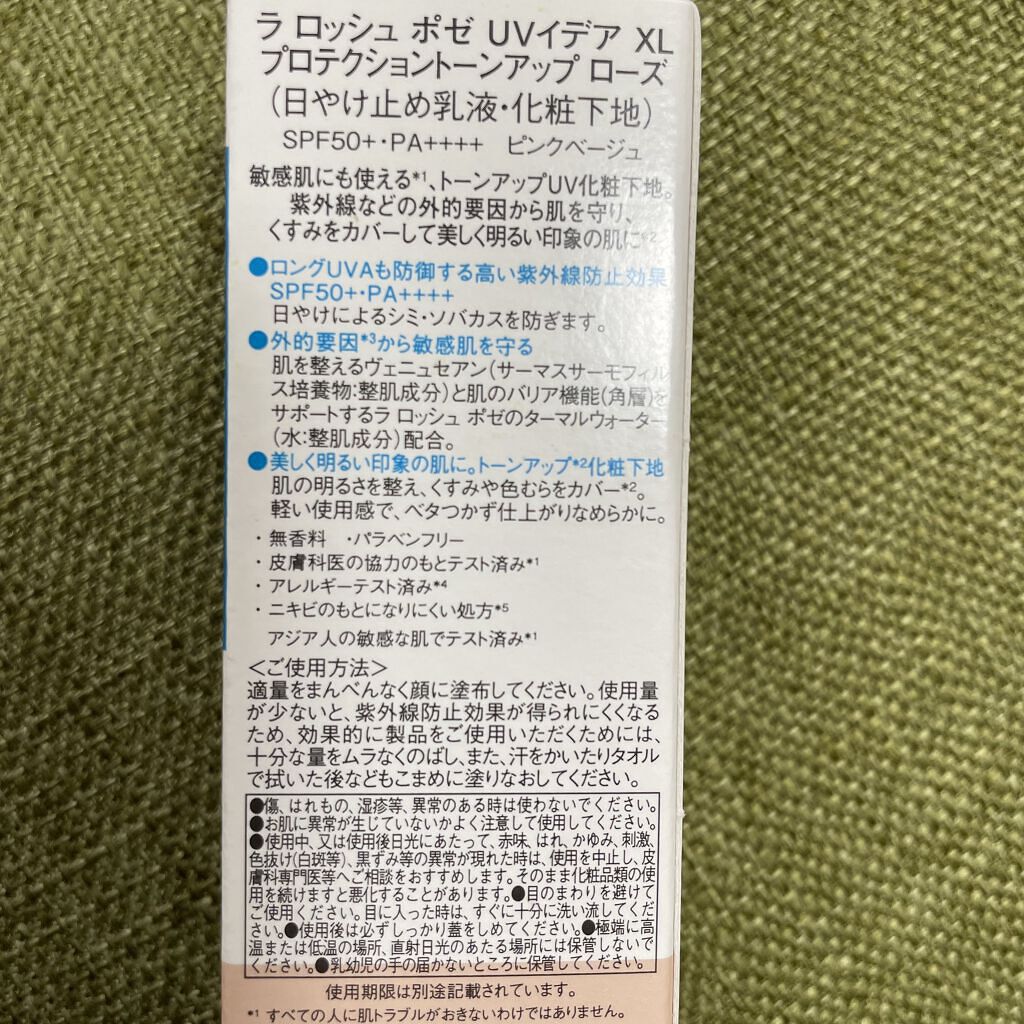 ラ ロッシュ ポゼ UVイデア XL
プロテクショントーンアップ ローズ
(日やけ止め乳液・化粧下地)
SPF50+・PA++++ ピンクベージュ
敏感肌にも使える*1、トーンアップUV化粧下地。
紫外線などの外的要因から肌を守り、
くすみをカバーして美しく明るい印象の肌に*2
●ロングUVAも防御する高い紫外線防止効果
SPF50+・PA++++
日やけによるシミ・ソバカスを防ぎます。
●外的要因*3から敏感肌を守る
肌を整えるヴェニュセアン(サーマスサーモフィル
ス培養物:整肌成分)と肌のバリア機能(角層)を
サポートするラ ロッシュ ポゼのターマルウォーター
(水:整肌成分)配合。
●美しく明るい印象の肌に。トーンアップ*2化粧下地
肌の明るさを整え、くすみや色むらをカバー*2。
軽い使用感で、ベタつかず仕上がりなめらかに。
・無香料 ・パラベンフリー
・皮膚科医の協力のもとテスト済み*1
・アレルギーテスト済み*4
・ニキビのもとになりにくい処方*5
アジア人の敏感な肌でテスト済み*1
＜ご使用方法＞
適量をまんべんなく顔に塗布してください。使用量
が少ないと、紫外線防止効果が得られにくくなる
ため、効果的に製品をご使用いただくためには、
十分な量をムラなくのばし、また、汗をかいたりタオル
で拭いた後などもこまめに塗りなおしてください。
●傷、はれもの、湿疹等、異常のある時は使わないでください。
●お肌に異常が生じていないかよく注意して使用してください。
●使用中、又は使用後日光にあたって、赤味、はれ、かゆみ、刺激、
色抜け(白斑等)、黒ずみ等の異常が現れた時は、使用を中止し、皮
膚科専門医等へご相談をおすすめします。そのまま化粧品類の使
用を続けますと悪化することがあります。●目のまわりを避けて
ご使用ください。目に入った時は、すぐに十分に洗い流してくだ
さい。●使用後は必ずしっかり蓋をしめてください。●極端に高
温または低温の場所、直射日光のあたる場所には保管しないで
ください。●乳幼児の手の届かないところに保管してください。
使用期限は別途記載されています。
*1 すべての人に肌トラブルがおきないわけではありません。